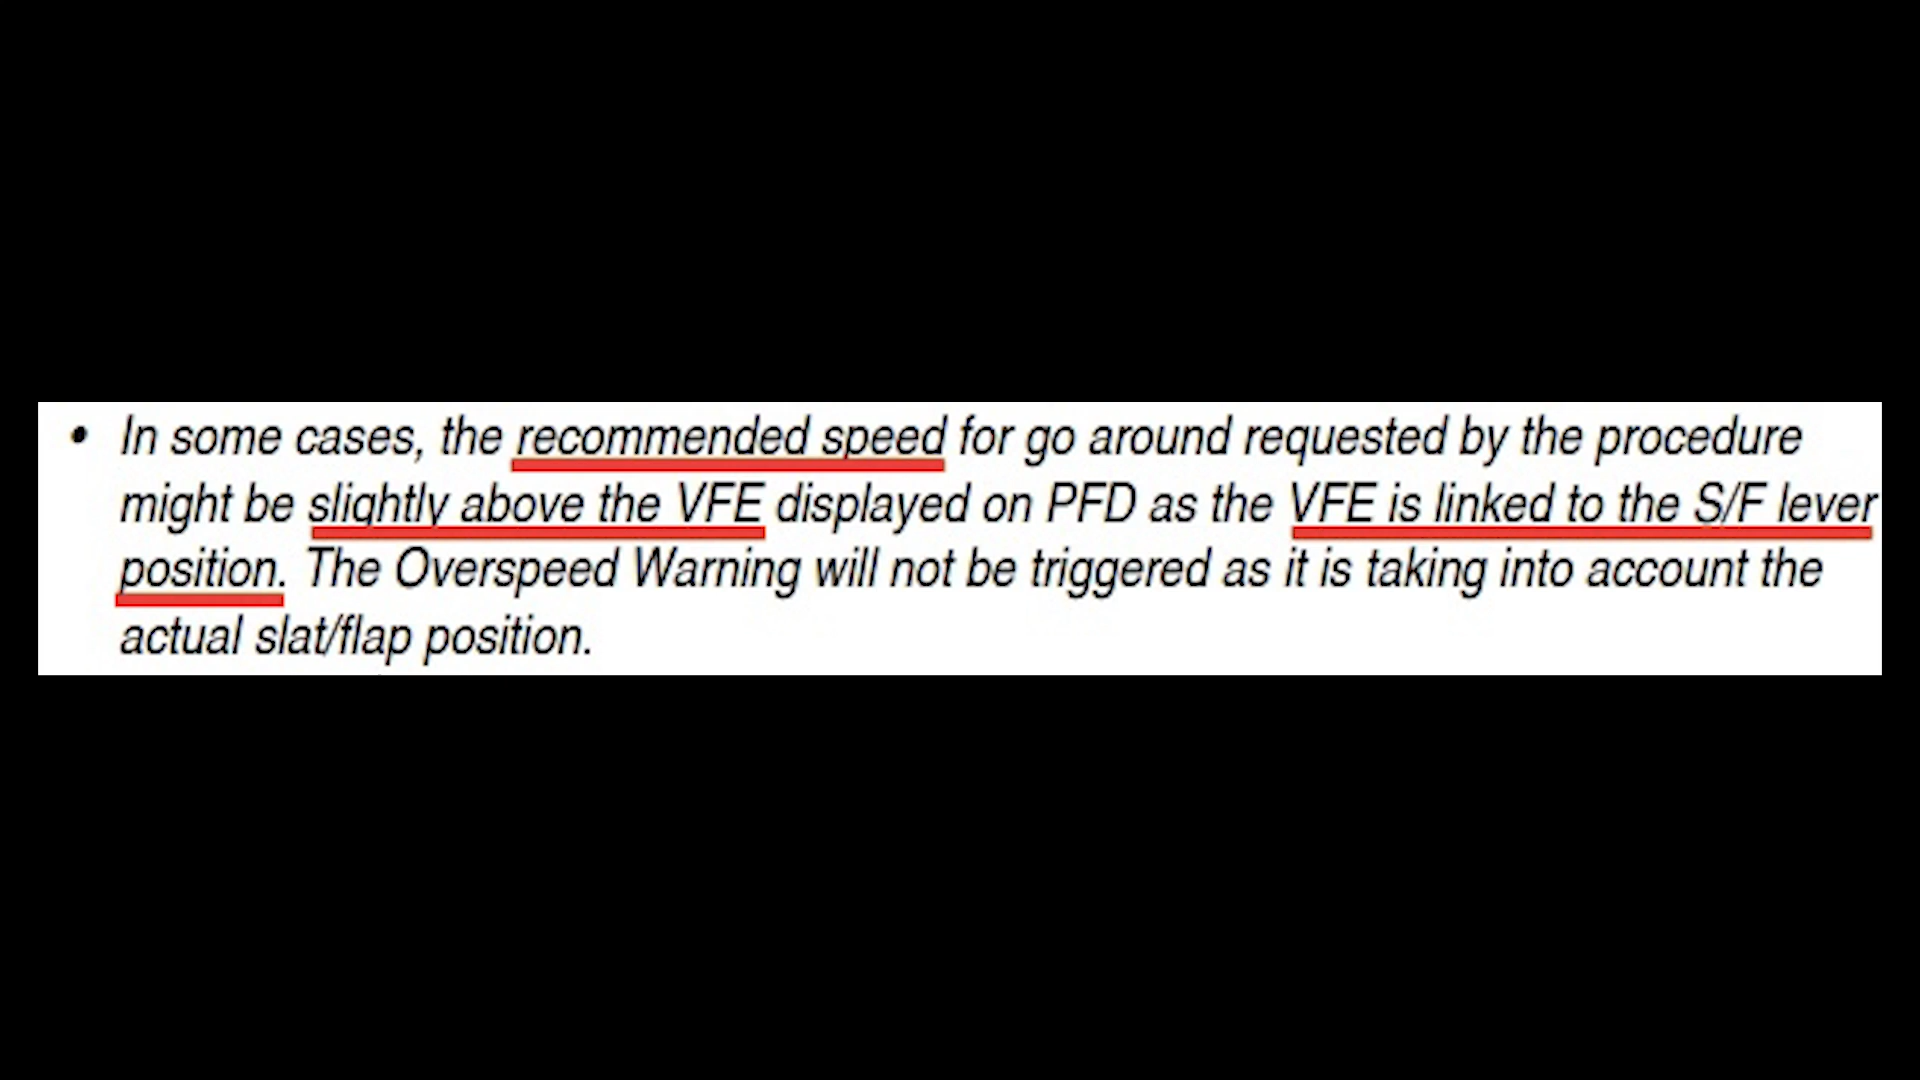 • In some cases, the recommended speed for go around requested by the procedure
might be slightly above the VFE displayed on PFD as the VFE is linked to the S/F lever
position. The Overspeed Warning will not be triggered as it is taking into account the
actual slat/flap position.